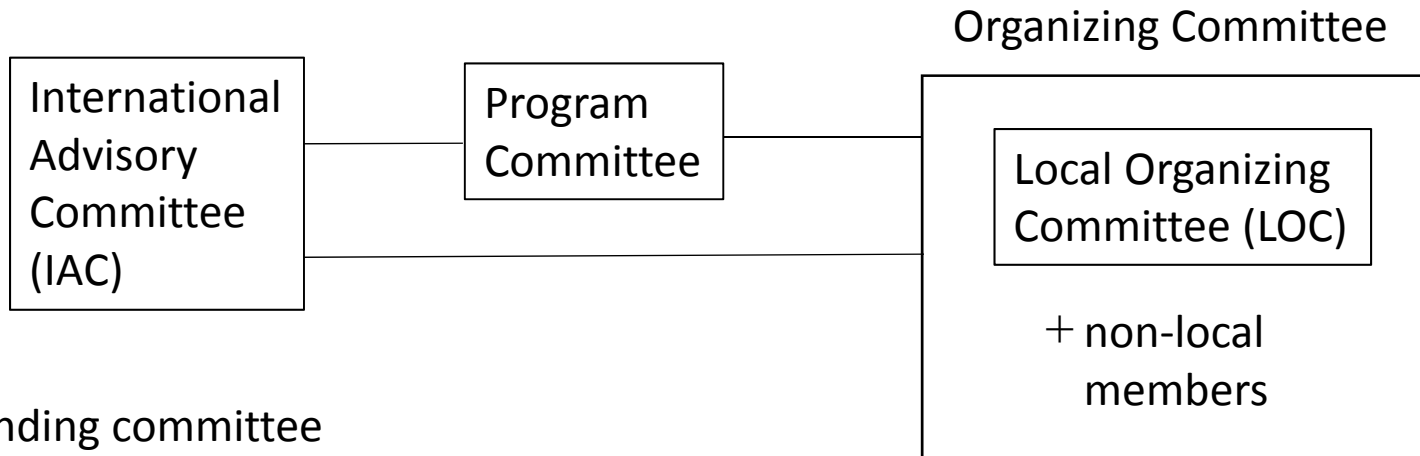 Organizing Committee
International
Advisory
Committee
(IAC)
Program
Committee
Local Organizing
Committee (LOC)
+ non-local
members
nding committee